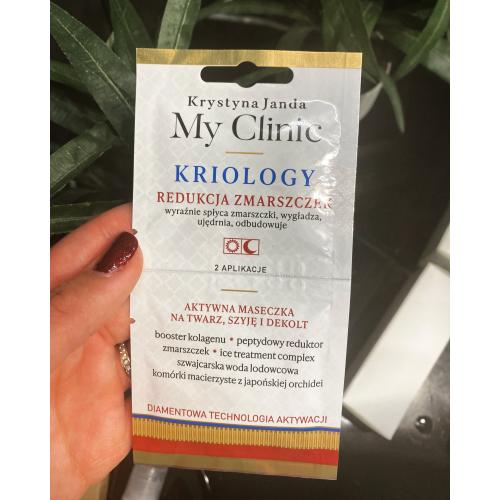 Krystyna Janda
My Clinic
KRIOLOGY
REDUKCJA ZMARSZCZEK
wyraźnie spłyca zmarszczki, wygładza,
ujędrnia, odbudowuje
2 APLIKACJE
AKTYWNA MASECZKA
NA TWARZ, SZYJĘ I DEKOLT
booster kolagenu • peptydowy reduktor
zmarszczek • ice treatment complex
szwajcarska woda lodowcowa
komórki macierzyste z japońskiej orchidei
DIAMENTOWA TECHNOLOGIA AKTYWACJI